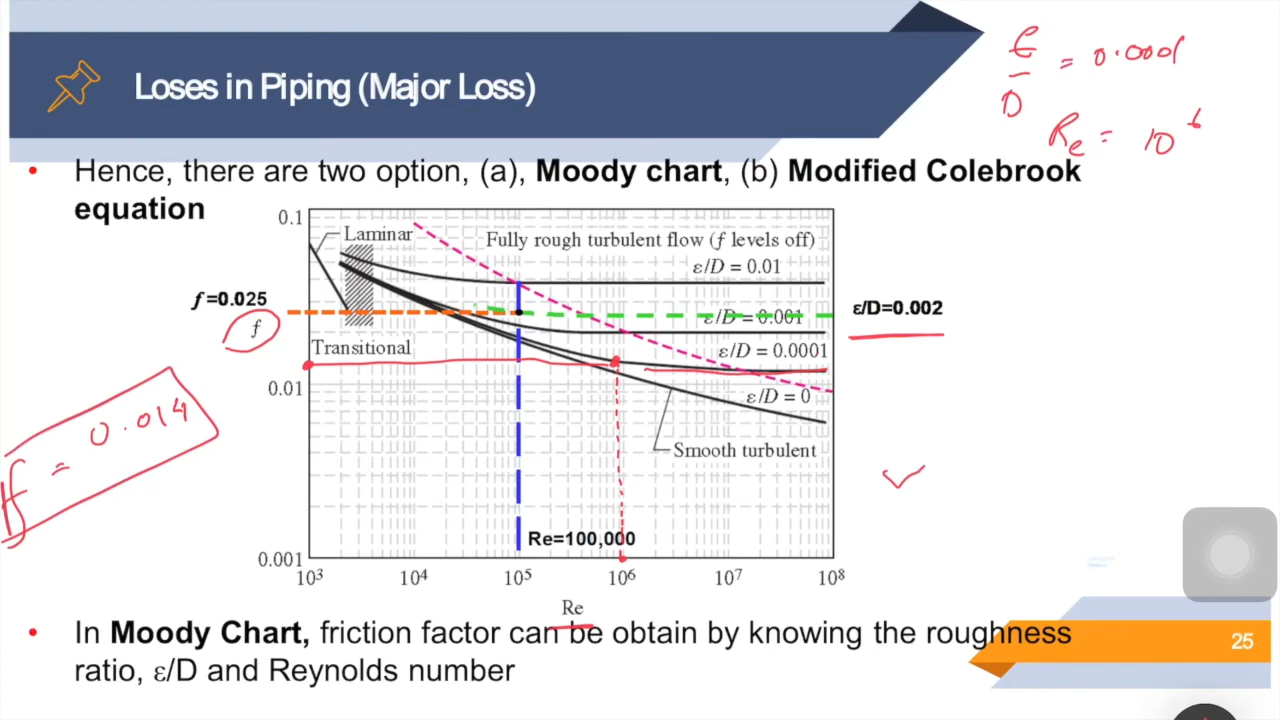 Loses in Piping (Major Loss)
ε/D = 0.0001
Re = 10⁶
• Hence, there are two option, (a), Moody chart, (b) Modified Colebrook
equation
0.1
Laminar
Fully rough turbulent flow (f levels off)
ε/D = 0.01
f=0.025
f
ε/D = 0.001
ε/D=0.002
Transitional
ε/D = 0.0001
0.01
ε/D = 0
f = 0.014
Smooth turbulent
Re=100,000
0.001
10³ 10⁴ 10⁵ 10⁶ 10⁷ 10⁸
Re
• In Moody Chart, friction factor can be obtain by knowing the roughness
ratio, ε/D and Reynolds number
25